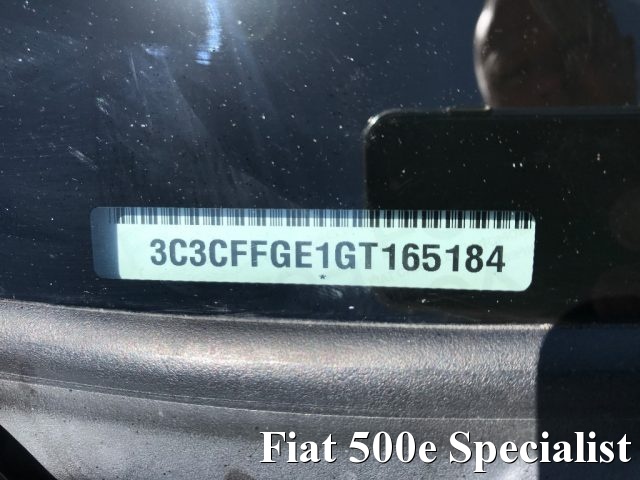 3C3CFFGE1GT165184
*
Fiat 500e Specialist